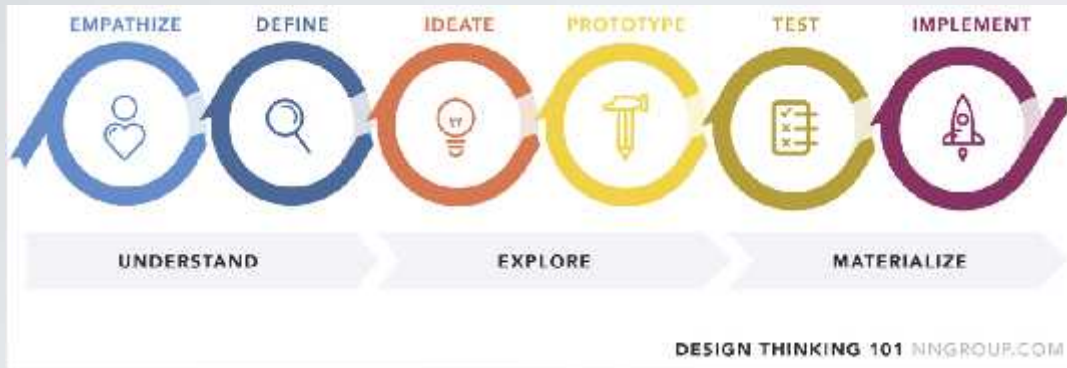 EMPATHIZE DEFINE IDEATE PROTOTYPE TEST IMPLEMENT
UNDERSTAND EXPLORE MATERIALIZE
DESIGN THINKING 101 NNGROUP.COM